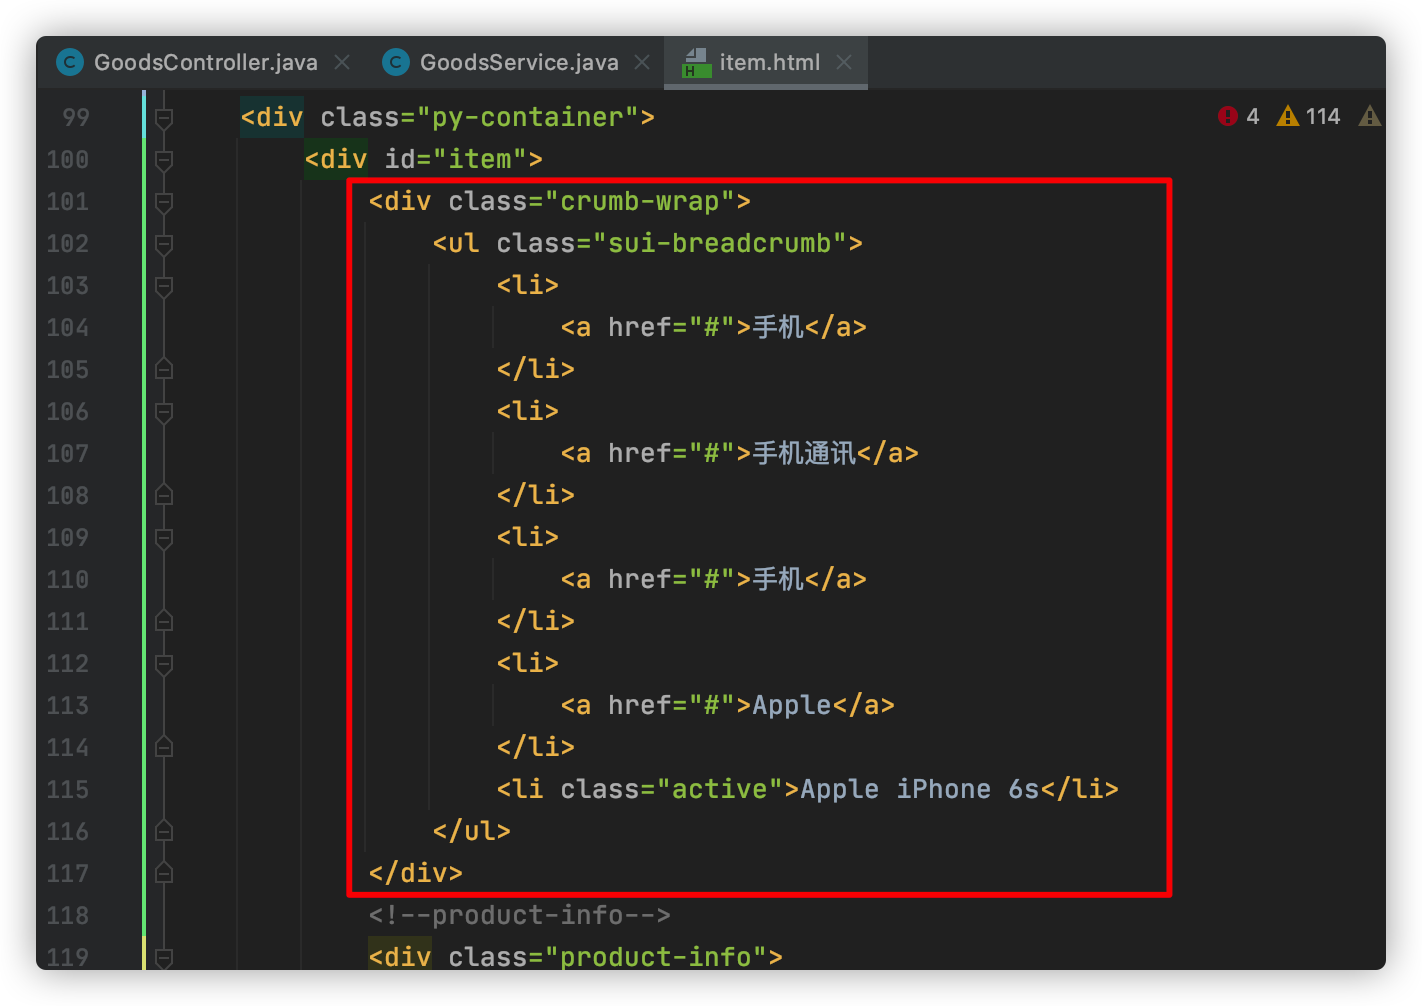 GoodsController.java GoodsService.java item.html
99 <div class="py-container"> 4 114
100 <div id="item">
101 <div class="crumb-wrap">
102 <ul class="sui-breadcrumb">
103 <li>
104 <a href="#">手机</a>
105 </li>
106 <li>
107 <a href="#">手机通讯</a>
108 </li>
109 <li>
110 <a href="#">手机</a>
111 </li>
112 <li>
113 <a href="#">Apple</a>
114 </li>
115 <li class="active">Apple iPhone 6s</li>
116 </ul>
117 </div>
118 <!--product-info-->
119 <div class="product-info">